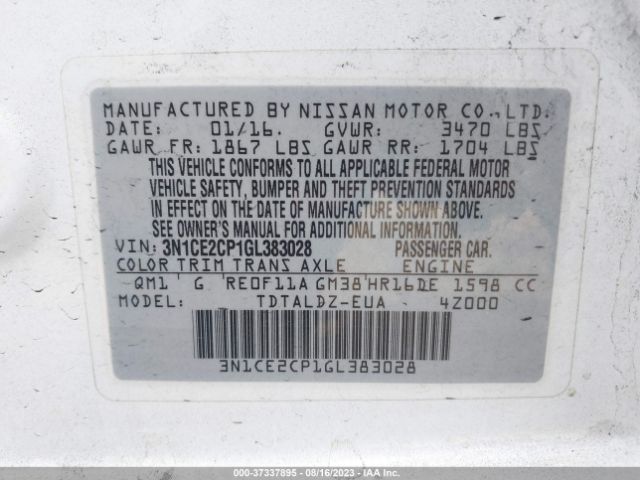 MANUFACTURED BY NISSAN MOTOR CO., LTD.
DATE: 01/16. GVWR: 3470 LBS
GAWR FR: 1867 LBS GAWR RR: 1704 LBS
THIS VEHICLE CONFORMS TO ALL APPLICABLE FEDERAL MOTOR
VEHICLE SAFETY, BUMPER AND THEFT PREVENTION STANDARDS
IN EFFECT ON THE DATE OF MANUFACTURE SHOWN ABOVE.
SEE OWNER'S MANUAL FOR ADDITIONAL INFORMATION.
VIN: 3N1CE2CP1GL383028 PASSENGER CAR.
COLOR TRIM TRANS AXLE ENGINE
QM1 G RE0F11A GM38 HR16DE 1598 CC
MODEL: TDTALDZ-EUA 4Z000
3N1CE2CP1GL383028
000-37337895 - 08/16/2023 - IAAI.COM